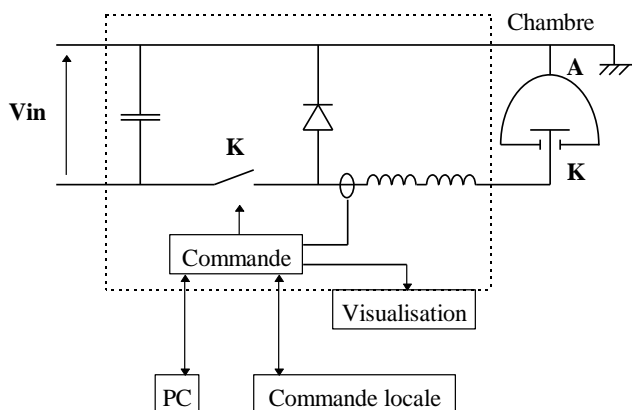 Chambre
A
Vin
K
K
Commande
Visualisation
PC
Commande locale